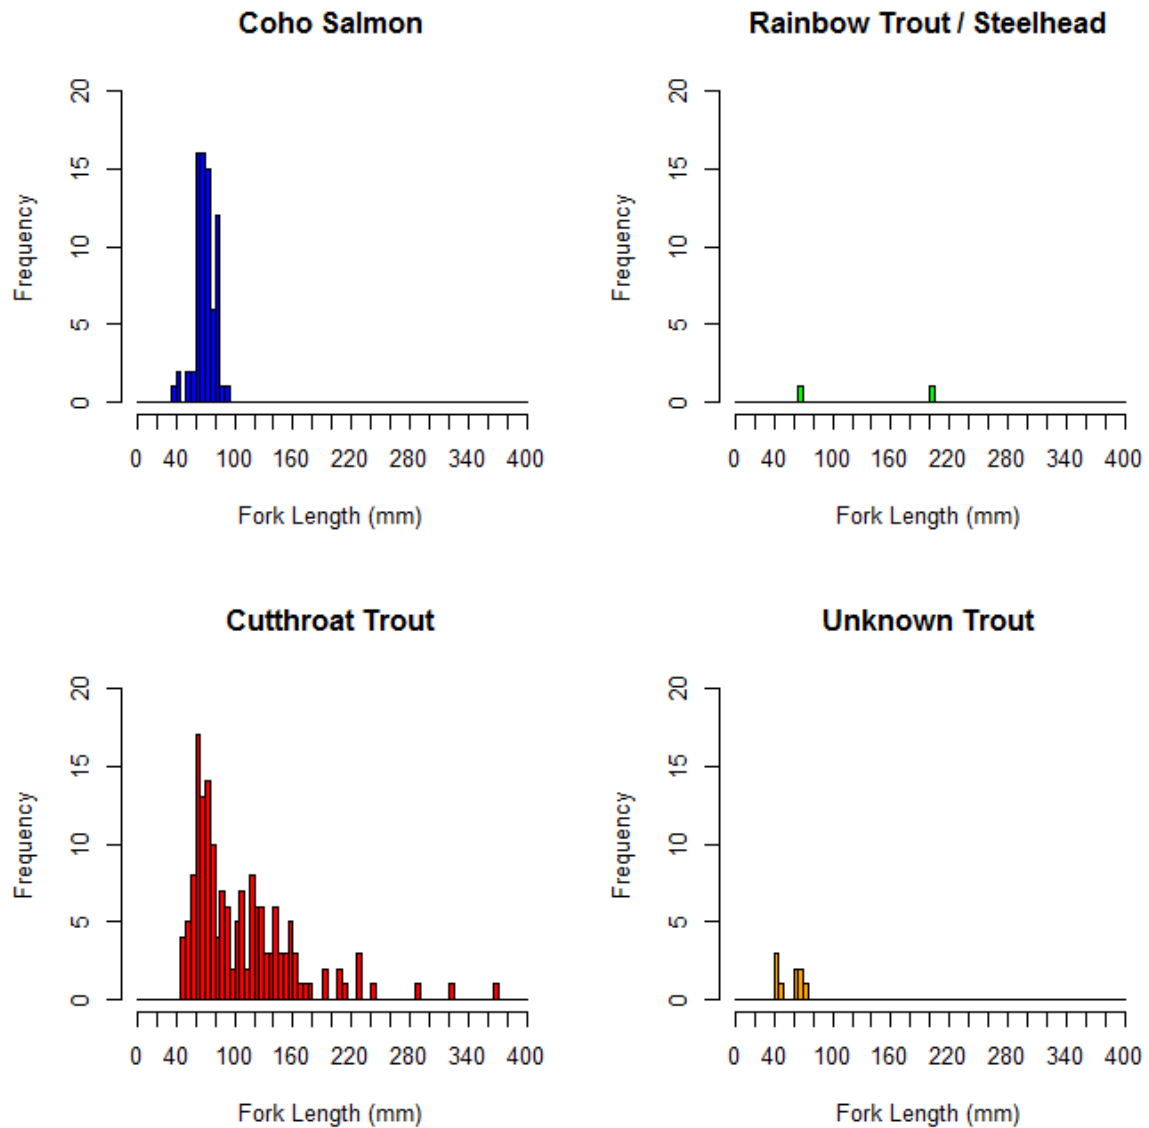 Coho Salmon
Frequency
20
15
10
5
0
0 40 100 160 220 280 340 400
Fork Length (mm)
Rainbow Trout / Steelhead
Frequency
20
15
10
5
0
0 40 100 160 220 280 340 400
Fork Length (mm)
Cutthroat Trout
Frequency
20
15
10
5
0
0 40 100 160 220 280 340 400
Fork Length (mm)
Unknown Trout
Frequency
20
15
10
5
0
0 40 100 160 220 280 340 400
Fork Length (mm)